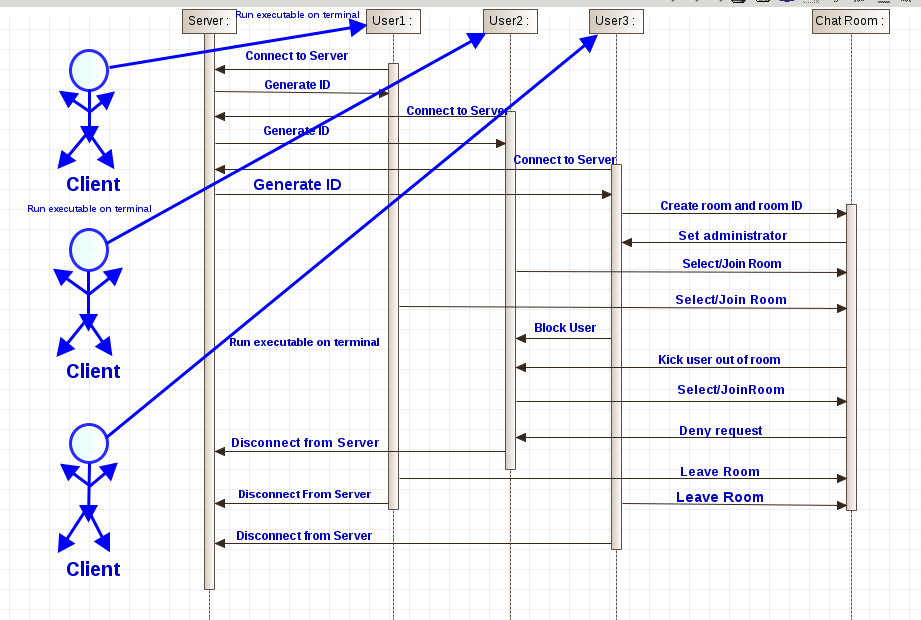 Server :
Run executable on terminal
User1 :
User2 :
User3 :
Chat Room :
Connect to Server
Generate ID
Connect to Server
Generate ID
Connect to Server
Client
Generate ID
Run executable on terminal
Create room and room ID
Set administrator
Select/Join Room
Select/Join Room
Block User
Run executable on terminal
Kick user out of room
Client
Select/JoinRoom
Deny request
Disconnect from Server
Leave Room
Disconnect From Server
Leave Room
Disconnect from Server
Client